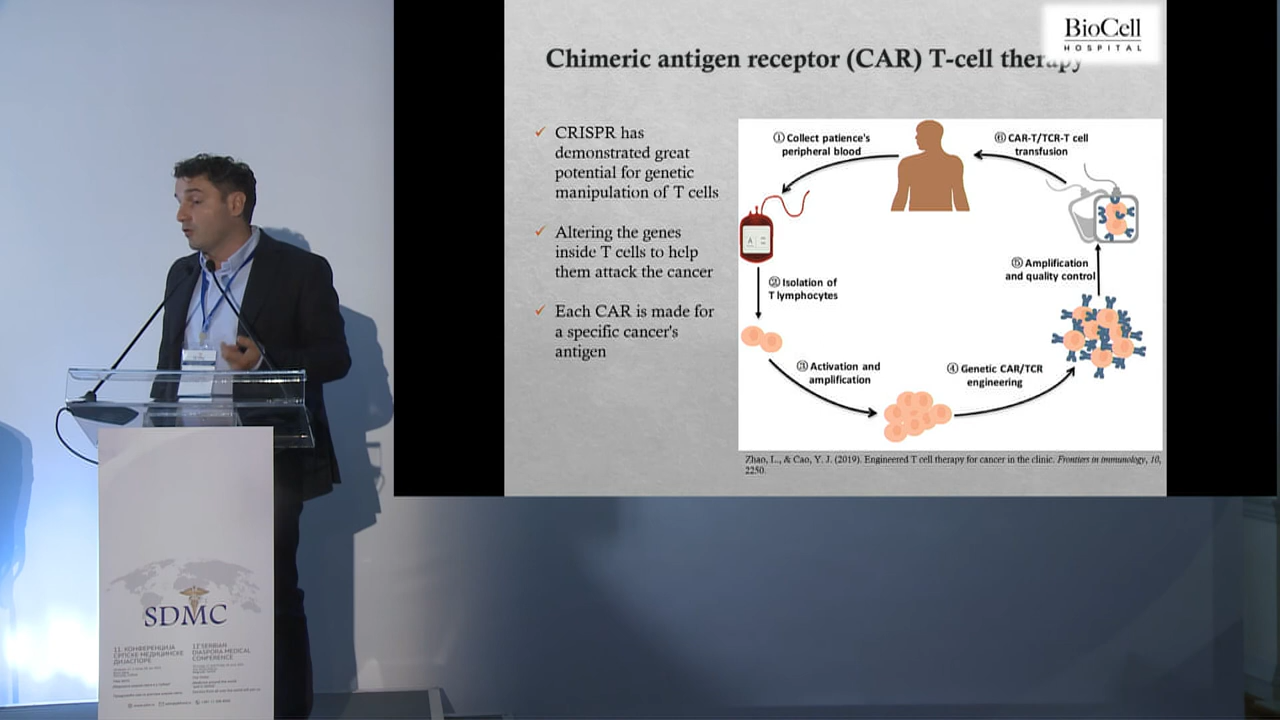 BioCell
HOSPITAL
Chimeric antigen receptor (CAR) T-cell therapy
✓ CRISPR has
demonstrated great
potential for genetic
manipulation of T cells
✓ Altering the genes
inside T cells to help
them attack the cancer
✓ Each CAR is made for
a specific cancer's
antigen
① Collect patience's
peripheral blood
A
② Isolation of
T lymphocytes
③ Activation and
amplification
④ Genetic CAR/TCR
engineering
⑤ Amplification
and quality control
⑥ CAR-T/TCR-T cell
transfusion
Zhao, L., & Cao, Y. J. (2019). Engineered T cell therapy for cancer in the clinic. Frontiers in immunology, 10,
2250.
SDMC
11. КОНФЕРЕНЦИЈА
СРПСКЕ МЕДИЦИНСКЕ
ДИЈАСПОРЕ
11 SERBIAN
DIASPORA MEDICAL
CONFERENCE